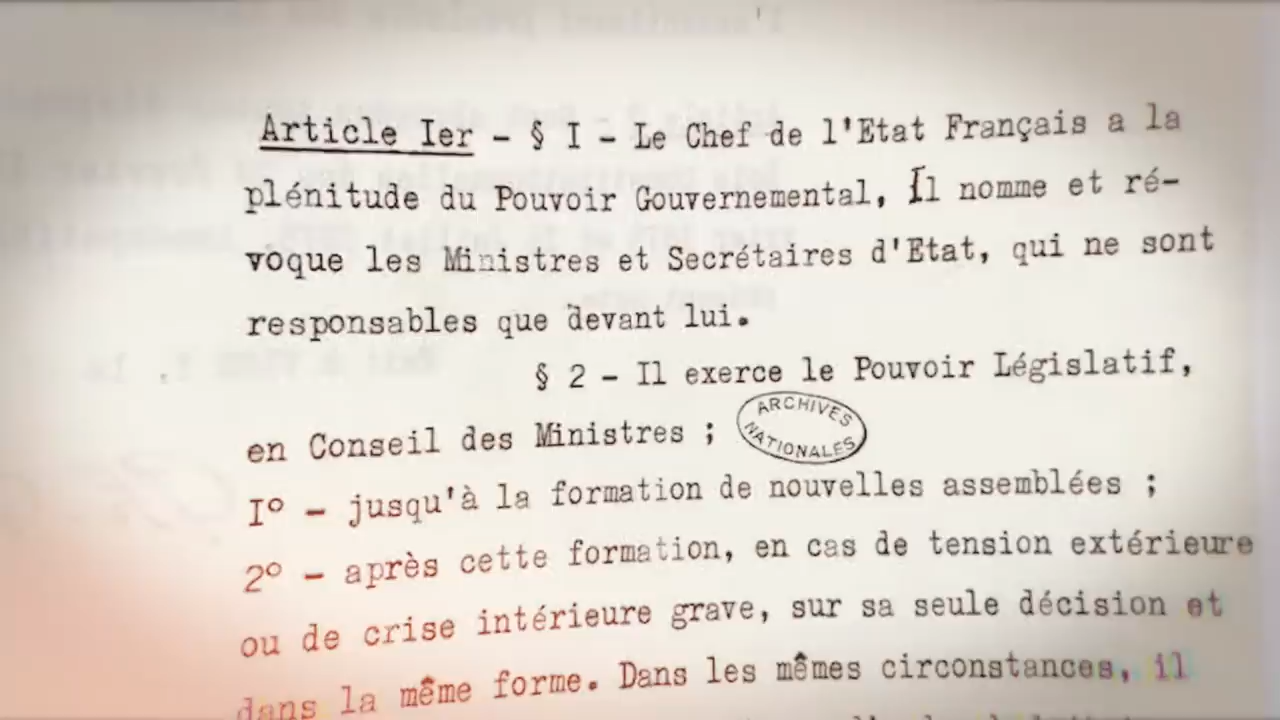 Article Ier - § I - Le Chef de l'Etat Français a la
plénitude du Pouvoir Gouvernemental, Il nomme et ré-
voque les Ministres et Secrétaires d'Etat, qui ne sont
responsables que devant lui.
§ 2 - Il exerce le Pouvoir Législatif,
en Conseil des Ministres ;
ARCHIVES
NATIONALES
I° - jusqu'à la formation de nouvelles assemblées ;
2° - après cette formation, en cas de tension extérieure
ou de crise intérieure grave, sur sa seule décision et
dans la même forme. Dans les mêmes circonstances, il